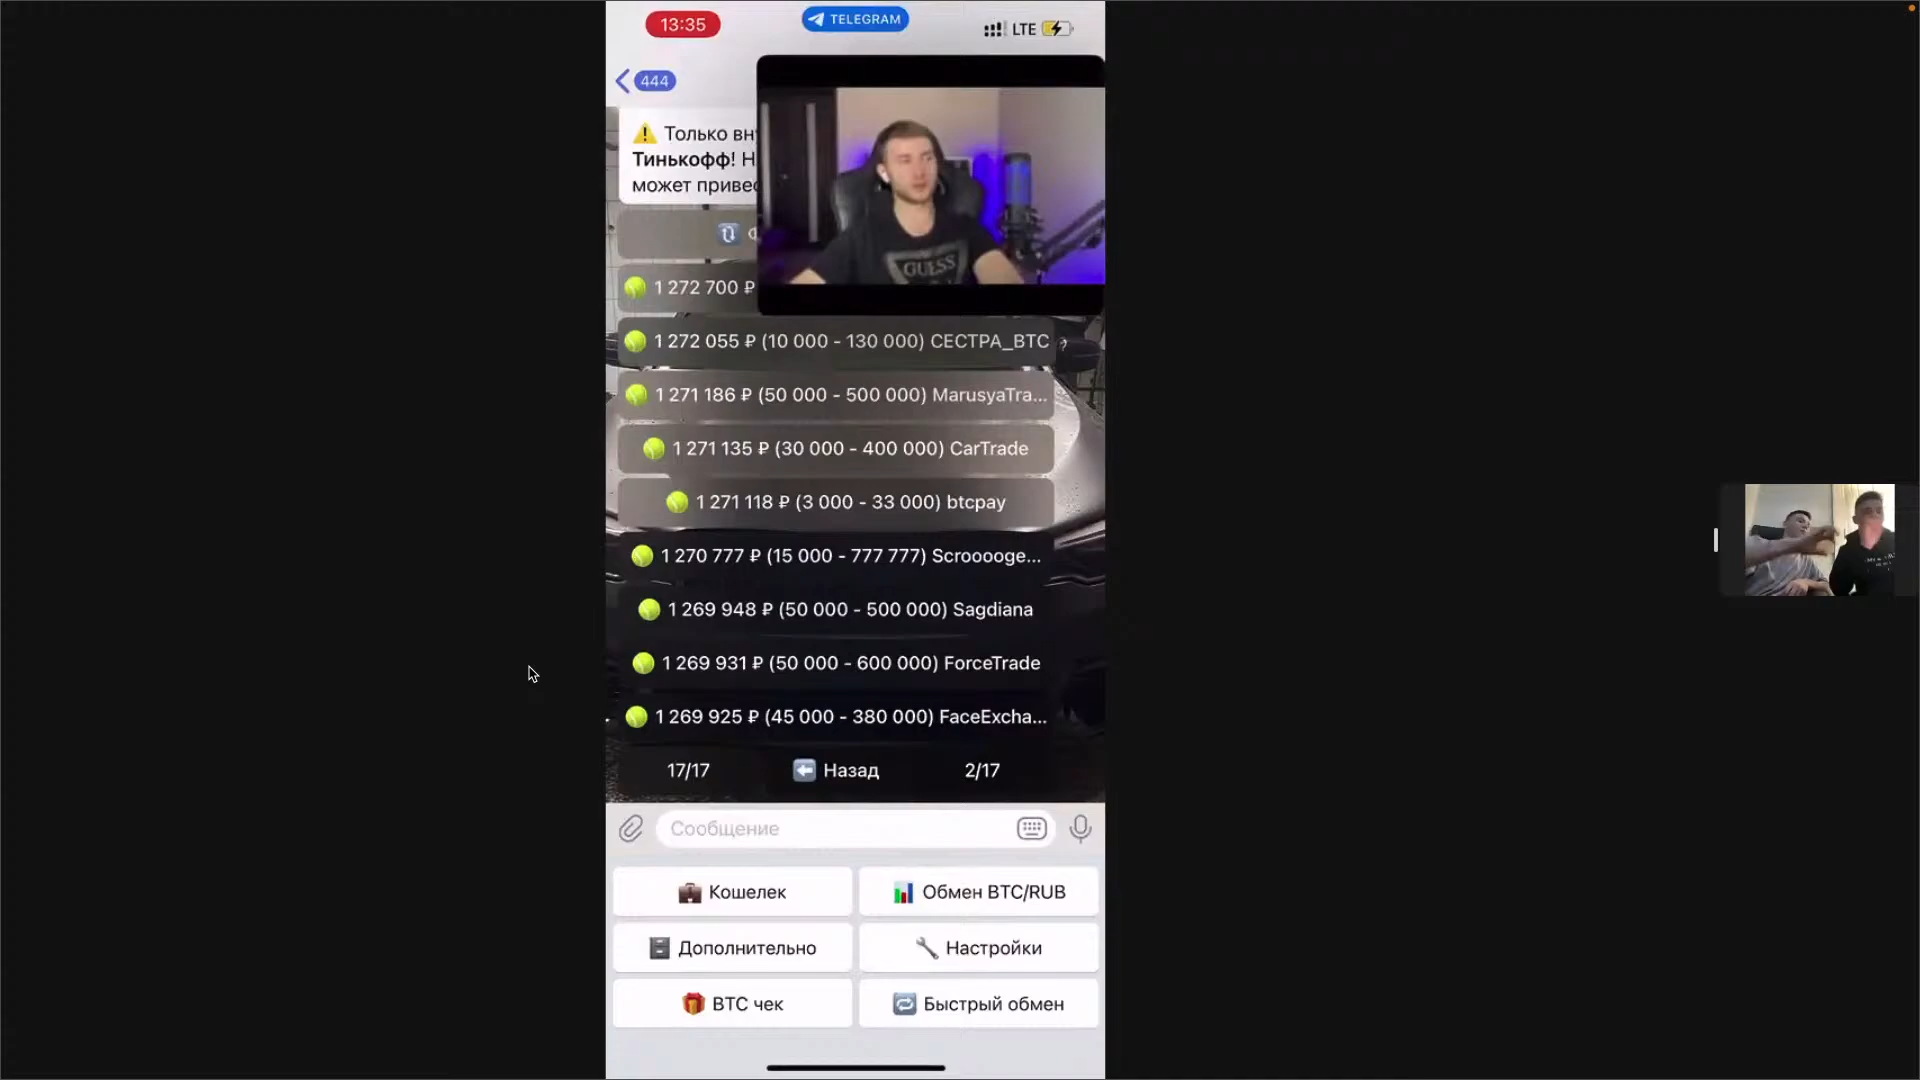 13:35
TELEGRAM
LTE
444
⚠️ Только
Тинькофф! Н
может
1 272 700 ₽
GUESS
1 272 055 ₽ (10 000 - 130 000) СЕСТРА_BTC
1 271 186 ₽ (50 000 - 500 000) MarusyaTra...
1 271 135 ₽ (30 000 - 400 000) CarTrade
1 271 118 ₽ (3 000 - 33 000) btcpay
1 270 777 ₽ (15 000 - 777 777) Scrooooge...
1 269 948 ₽ (50 000 - 500 000) Sagdiana
1 269 931 ₽ (50 000 - 600 000) ForceTrade
1 269 925 ₽ (45 000 - 380 000) FaceExcha...
17/17 Назад 2/17
Сообщение
Кошелек
Обмен BTC/RUB
Дополнительно
Настройки
BTC чек
Быстрый обмен